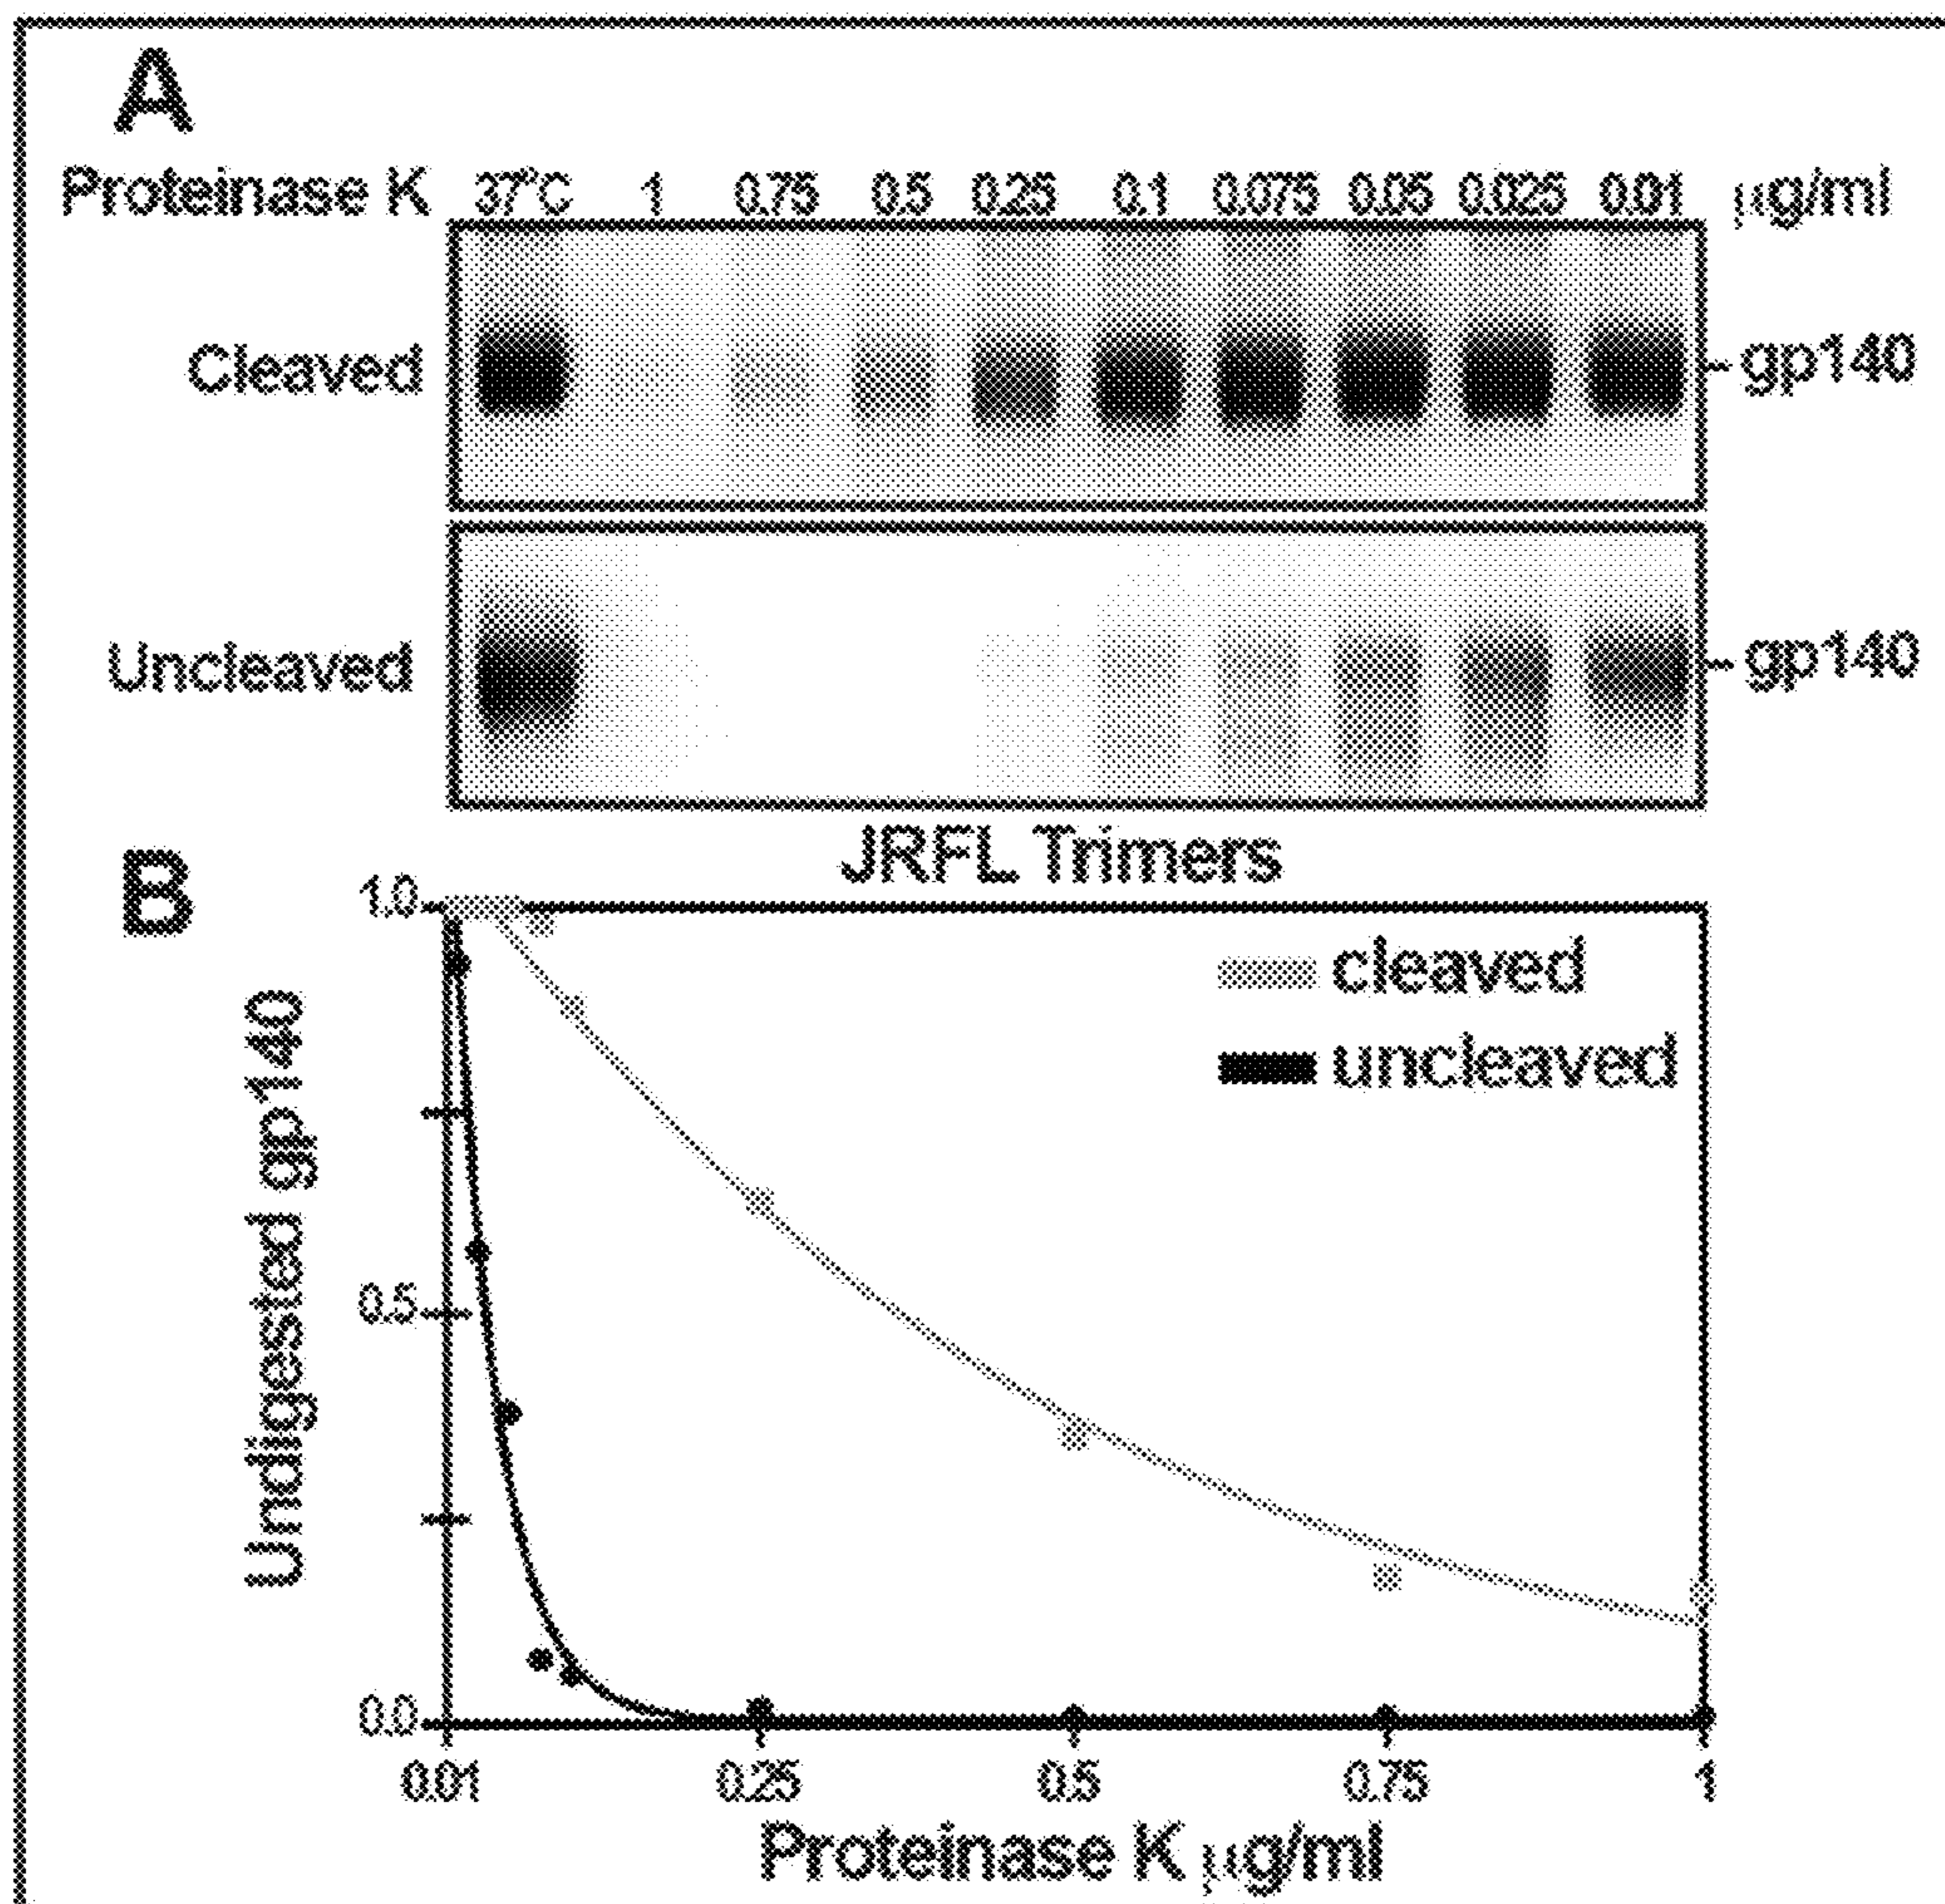 A
Proteinase K 37°C 1 0.75 0.5 0.25 0.1 0.075 0.05 0.025 0.01 µg/ml
Cleaved gp140
Uncleaved gp140
JRFL Trimers
B
1.0
cleaved
uncleaved
Undigested gp140
0.5
0.0
0.01 0.25 0.5 0.75 1
Proteinase K µg/ml